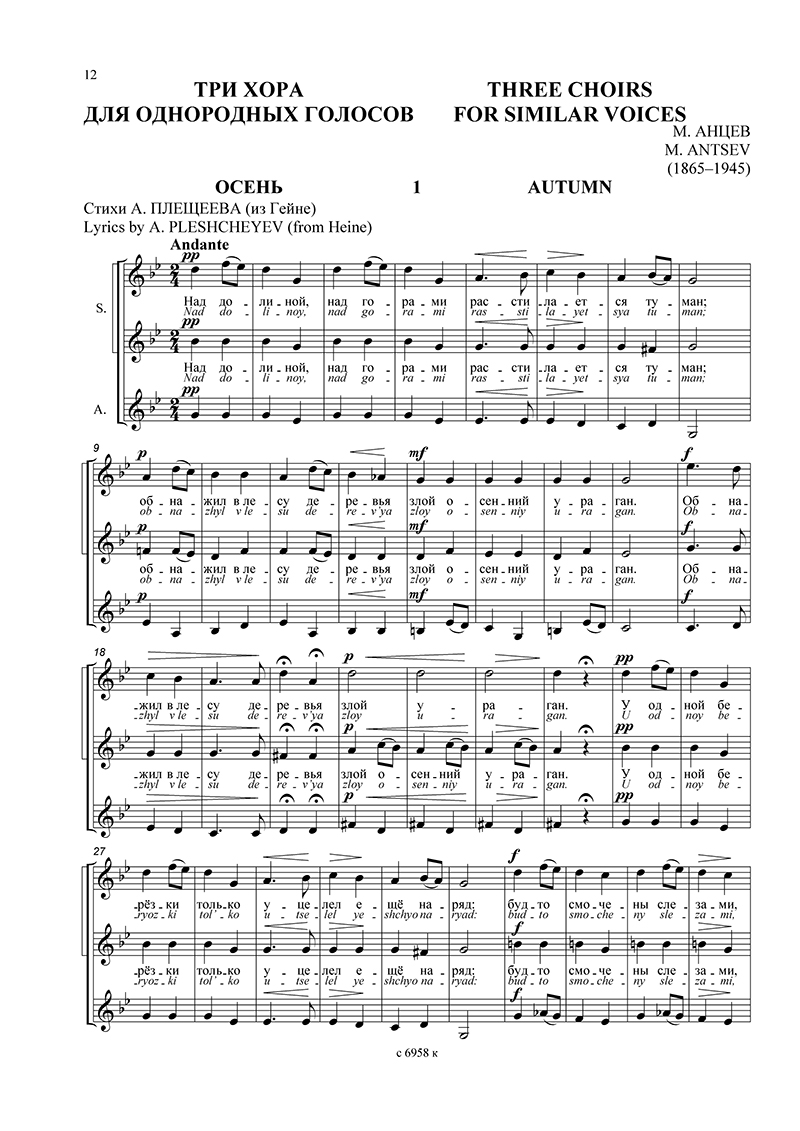 12
ТРИ ХОРА
ДЛЯ ОДНОРОДНЫХ ГОЛОСОВ
THREE CHOIRS
FOR SIMILAR VOICES
М. АНЦЕВ
M. ANTSEV
(1865–1945)
ОСЕНЬ 1 AUTUMN
Стихи А. ПЛЕЩЕЕВА (из Гейне)
Lyrics by A. PLESHCHEYEV (from Heine)
Andante
pp
S.
Над до - ли - ной, над го - ра - ми рас - сти - ла - ет - ся ту - ман;
Nad do - li - noy, nad go - ra - mi ras - sti - la - yet - sya tu - man;
pp
Над до - ли - ной, над го - ра - ми рас - сти - ла - ет - ся ту - ман;
Nad do - li - noy, nad go - ra - mi ras - sti - la - yet - sya tu - man;
pp
A.
9 p mf f
об - на - жил в ле - су де - ре - вья злой о - сен - ний у - ра - ган. Об - на -
ob - na - zhyl v le - su de - re - v'ya zloy o - sen - niy u - ra - gan. Ob - na -
p mf f
об - на - жил в ле - су де - ре - вья злой о - сен - ний у - ра - ган. Об - на -
ob - na - zhyl v le - su de - re - v'ya zloy o - sen - niy u - ra - gan. Ob - na -
p mf f
18 p pp
- жил в ле - су де - ре - вья злой у - ра - ган. У од - ной бе -
- zhyl v le - su de - re - v'ya zloy u - ra - gan. U od - noy be -
p pp
- жил в ле - су де - ре - вья злой о - сен - ний у - ра - ган. У од - ной бе -
- zhyl v le - su de - re - v'ya zloy o - sen - niy u - ra - gan. U od - noy be -
p pp
27 f
- рёз - ки толь - ко у - це - лел е - щё на - ряд; буд - то смо - че - ны сле - за - ми,
- ryoz - ki tol' - ko u - tse - lel ye - shchyo na - ryad: bud - to smo - che - ny sle - za - mi,
f
- рёз - ки толь - ко у - це - лел е - щё на - ряд; буд - то смо - че - ны сле - за - ми,
- ryoz - ki tol' - ko u - tse - lel ye - shchyo na - ryad: bud - to smo - che - ny sle - za - mi,
f
с 6958 к